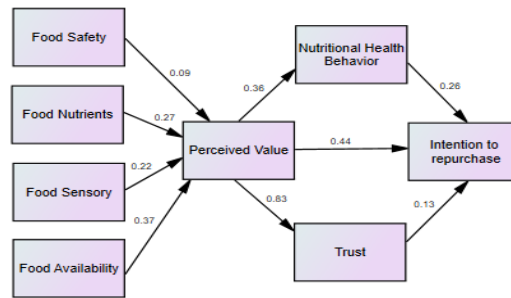 Food Safety
Nutritional Health
Behavior
0.09
0.36
0.26
Food Nutrients
0.27
Perceived Value
0.44
Intention to
repurchase
Food Sensory
0.22
0.37
0.83
0.13
Food Availability
Trust